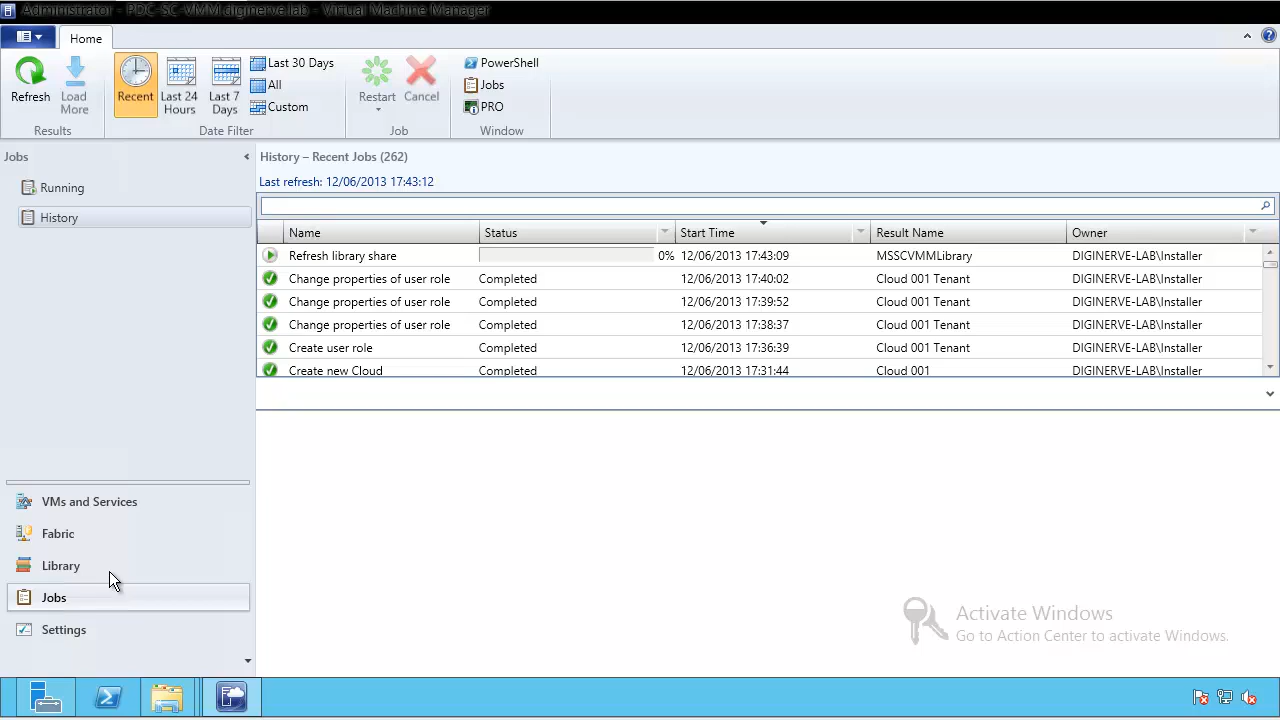 Administrator - PDC-SC-VMM.diginerve.lab - Virtual Machine Manager
Home
Refresh
Load More
Recent
Last 24 Hours
Last 7 Days
Last 30 Days
All
Custom
Restart
Cancel
PowerShell
Jobs
PRO
Results
Date Filter
Job
Window
Jobs
Running
History
History – Recent Jobs (262)
Last refresh: 12/06/2013 17:43:12
Name Status Start Time Result Name Owner
Refresh library share 0% 12/06/2013 17:43:09 MSSCVMMLibrary DIGINERVE-LAB\Installer
Change properties of user role Completed 12/06/2013 17:40:02 Cloud 001 Tenant DIGINERVE-LAB\Installer
Change properties of user role Completed 12/06/2013 17:39:52 Cloud 001 Tenant DIGINERVE-LAB\Installer
Change properties of user role Completed 12/06/2013 17:38:37 Cloud 001 Tenant DIGINERVE-LAB\Installer
Create user role Completed 12/06/2013 17:36:39 Cloud 001 Tenant DIGINERVE-LAB\Installer
Create new Cloud Completed 12/06/2013 17:31:44 Cloud 001 DIGINERVE-LAB\Installer
VMs and Services
Fabric
Library
Jobs
Settings
Activate Windows
Go to Action Center to activate Windows.